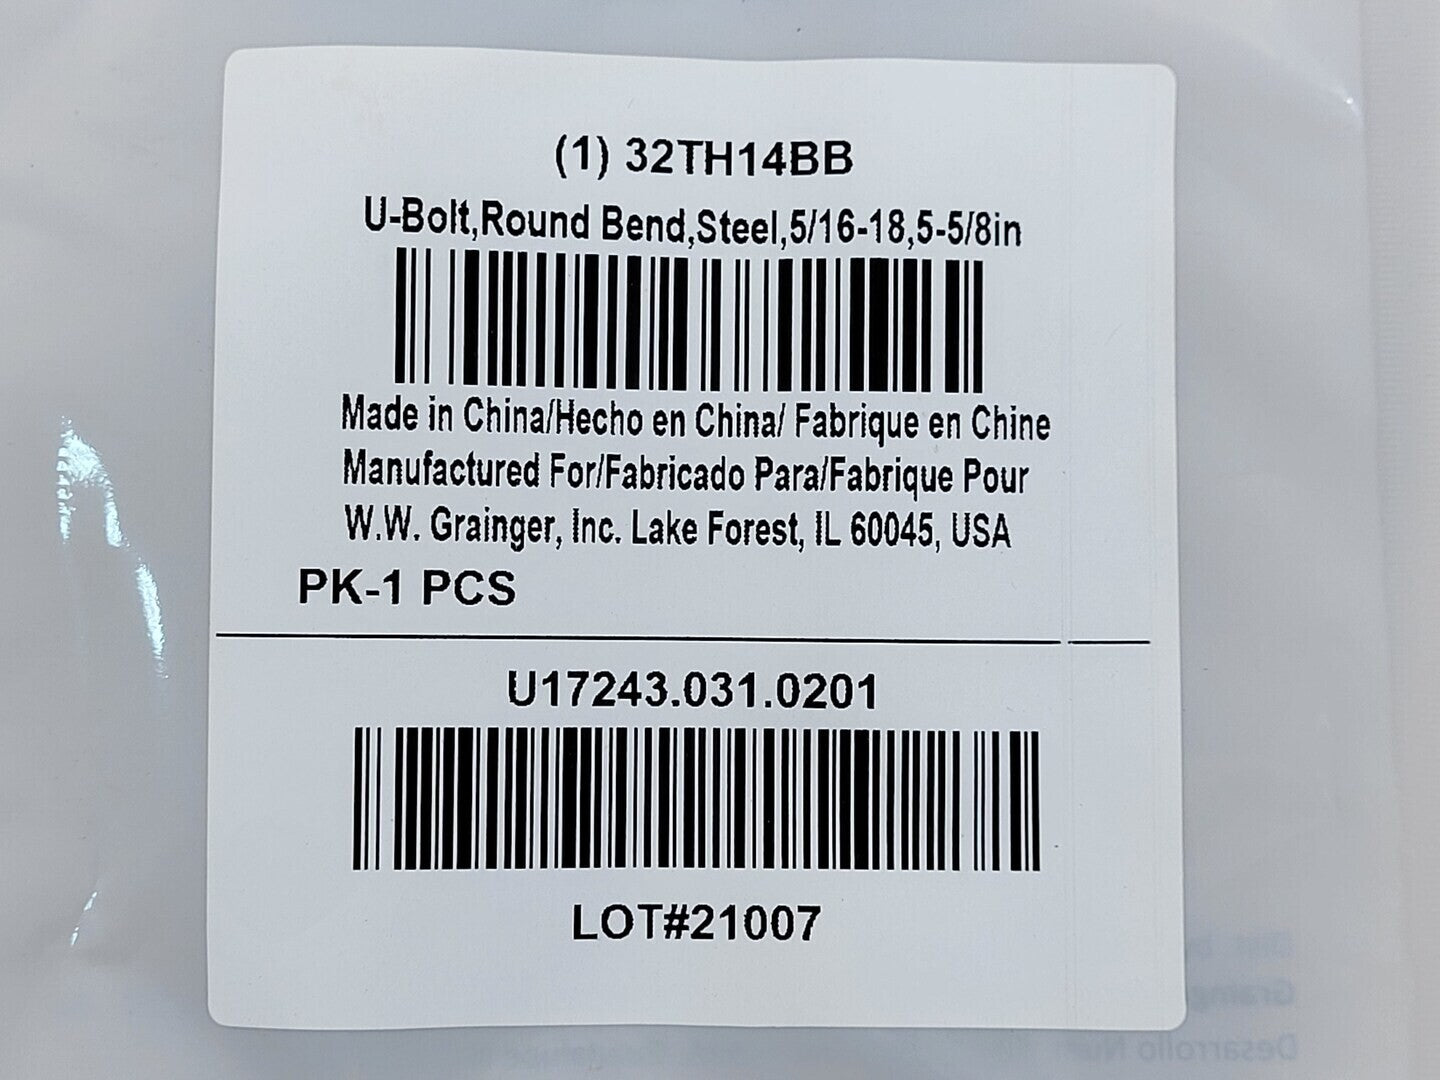 (1) 32TH14BB
U-Bolt,Round Bend,Steel,5/16-18,5-5/8in
Made in China/Hecho en China/ Fabrique en Chine
Manufactured For/Fabricado Para/Fabrique Pour
W.W. Grainger, Inc. Lake Forest, IL 60045, USA
PK-1 PCS
U17243.031.0201
LOT#21007
Desarrollo